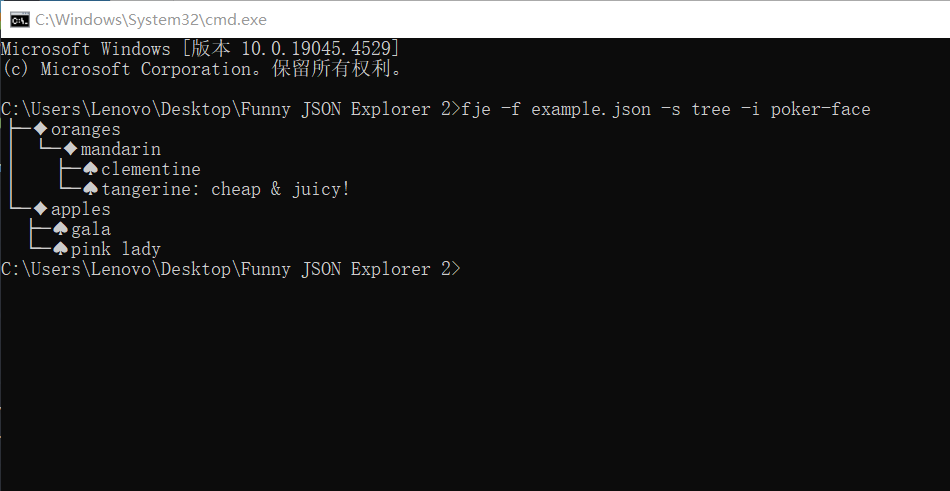 C:\Windows\System32\cmd.exe
Microsoft Windows [版本 10.0.19045.4529]
(c) Microsoft Corporation。保留所有权利。
C:\Users\Lenovo\Desktop\Funny JSON Explorer 2>fje -f example.json -s tree -i poker-face
├─◆oranges
│  └─◆mandarin
│    ├─♠clementine
│    └─♠tangerine: cheap & juicy!
└─◆apples
  ├─♠gala
  └─♠pink lady
C:\Users\Lenovo\Desktop\Funny JSON Explorer 2>